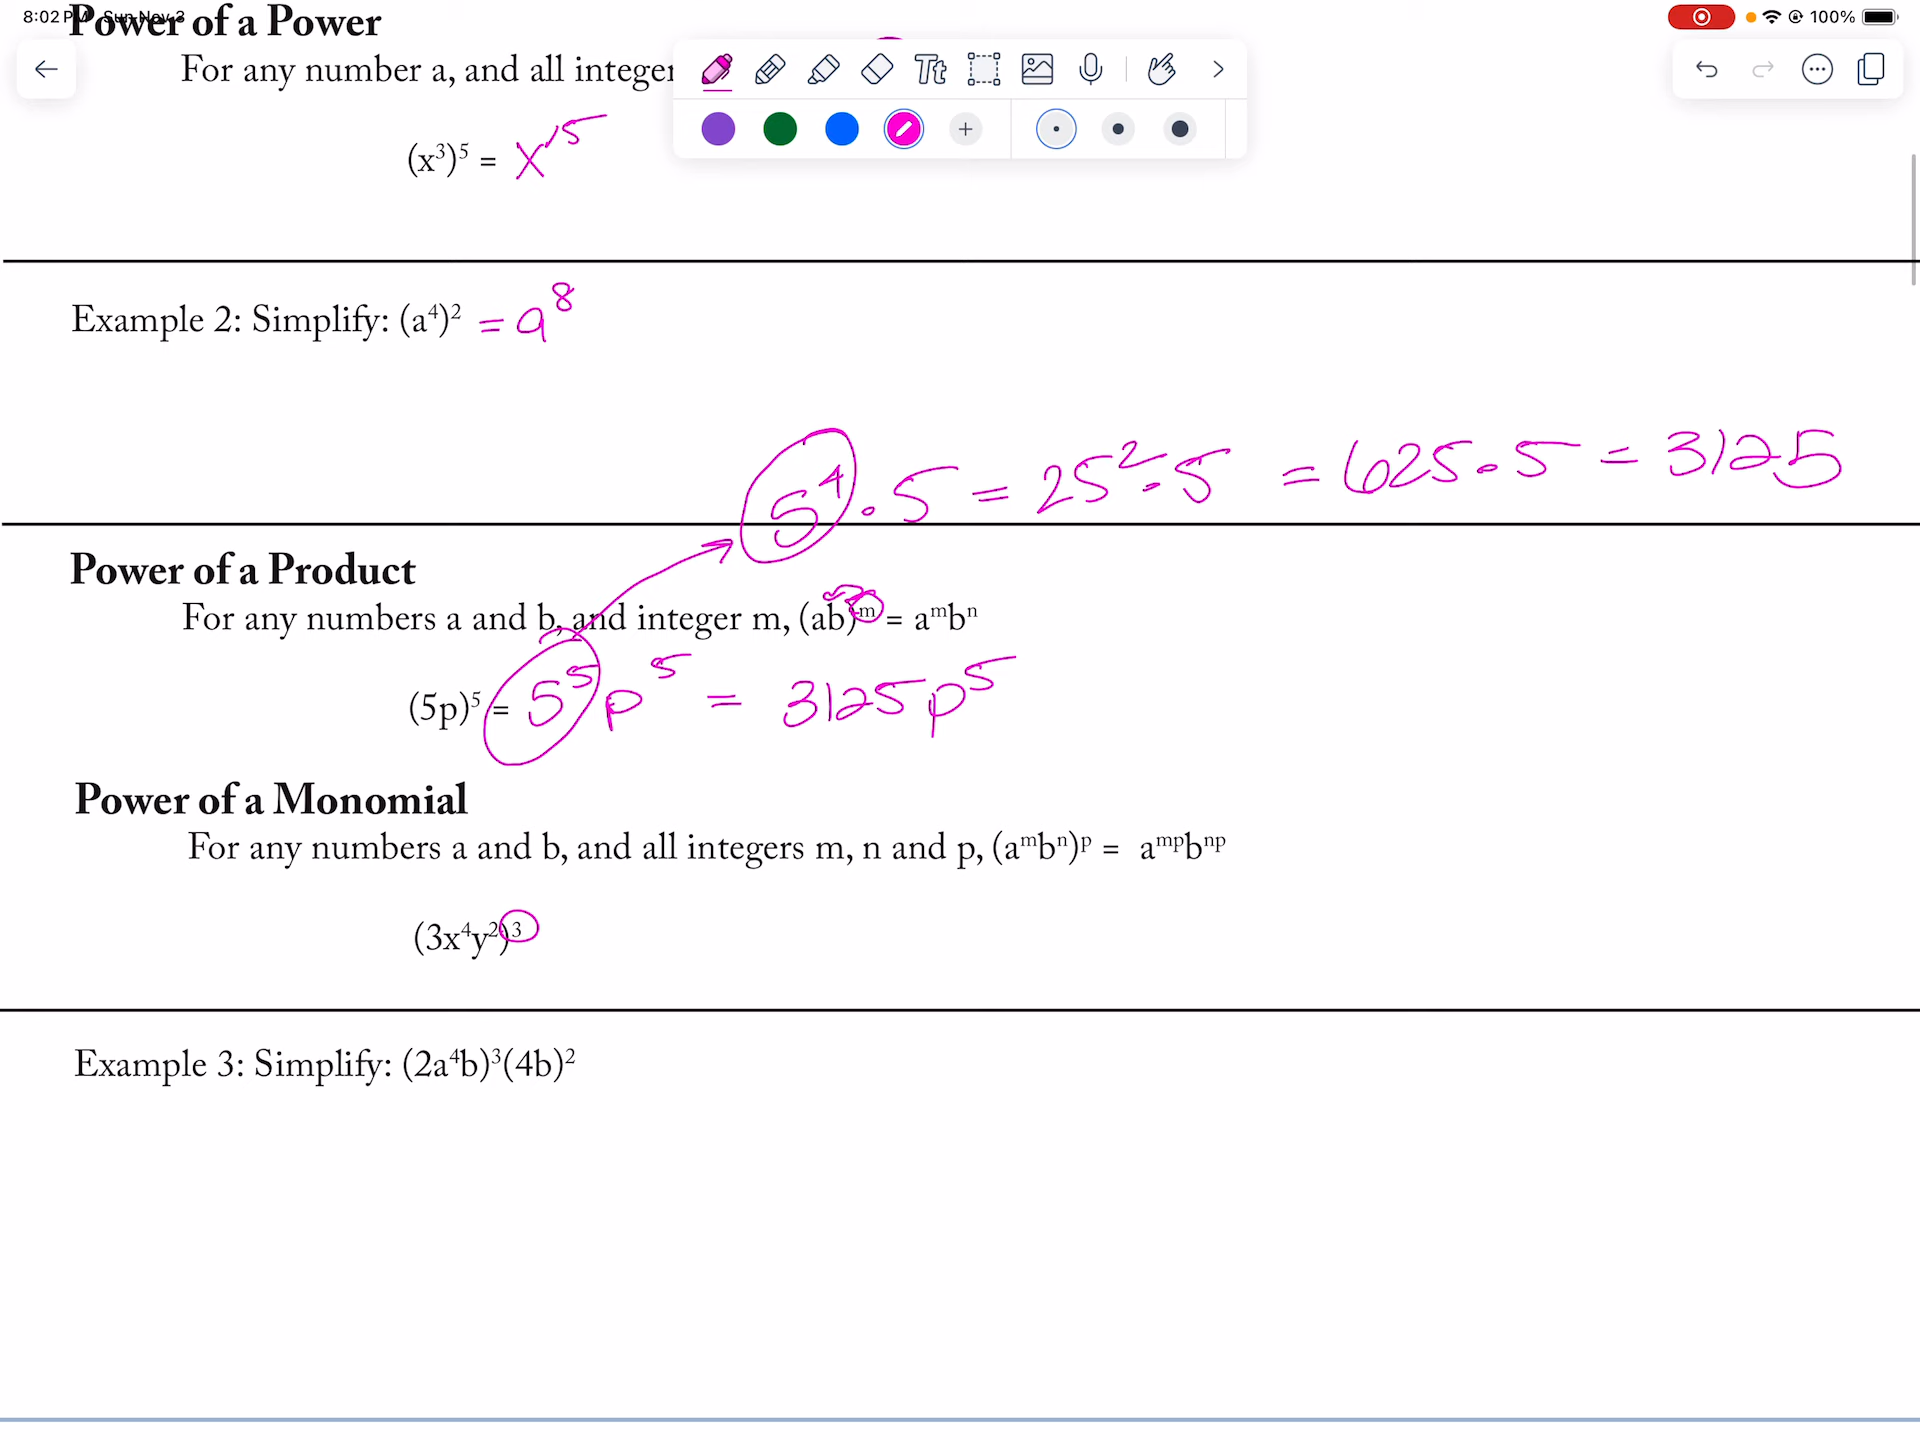 8:02 PM Sun Nov 3
100%
Power of a Power
For any number a, and all integer
Tt
(x³)⁵ = x¹⁵
Example 2: Simplify: (a⁴)² = a⁸
5⁴ · 5 = 25² · 5 = 625 · 5 = 3125
Power of a Product
For any numbers a and b, and integer m, (ab)ᵐ = aᵐbⁿ
(5p)⁵ = 5⁵p⁵ = 3125p⁵
Power of a Monomial
For any numbers a and b, and all integers m, n and p, (aᵐbⁿ)ᵖ = aᵐᵖbⁿᵖ
(3x⁴y²)³
Example 3: Simplify: (2a⁴b)³(4b)²